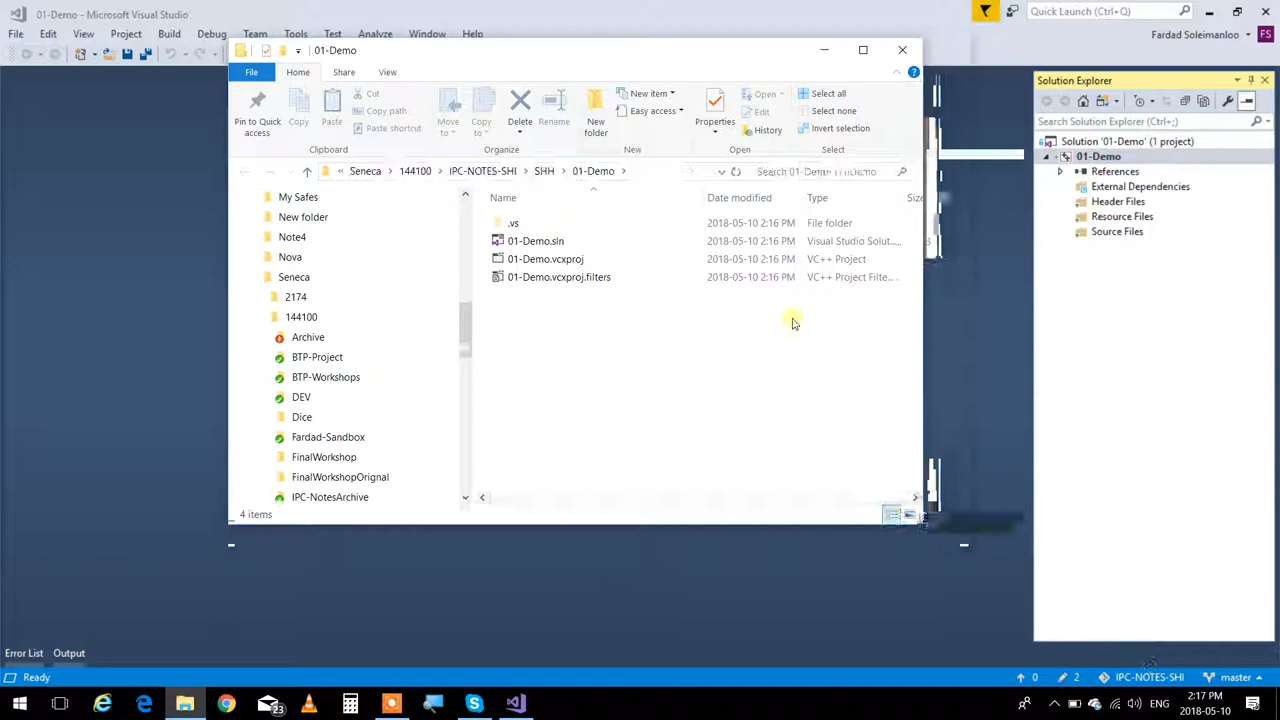 01-Demo - Microsoft Visual Studio
Quick Launch (Ctrl+Q)
File Edit View Project Build Debug Team Tools Test Analyze Window Help
Fardad Soleimanloo FS
01-Demo
File Home Share View
Pin to Quick access
Copy
Paste
Cut
Copy path
Paste shortcut
Move to
Copy to
Delete
Rename
New folder
New item
Easy access
Properties
Open
Edit
History
Select all
Select none
Invert selection
Clipboard Organize New Open Select
« Seneca › 144100 › IPC-NOTES-SHI › SHH › 01-Demo ›
Search 01-Demo
Name Date modified Type Size
.vs 2018-05-10 2:16 PM File folder
01-Demo.sln 2018-05-10 2:16 PM Visual Studio Solut...
01-Demo.vcxproj 2018-05-10 2:16 PM VC++ Project
01-Demo.vcxproj.filters 2018-05-10 2:16 PM VC++ Project Filte...
My Safes
New folder
Note4
Nova
Seneca
2174
144100
Archive
BTP-Project
BTP-Workshops
DEV
Dice
Fardad-Sandbox
FinalWorkshop
FinalWorkshopOrignal
IPC-NotesArchive
4 items
Solution Explorer
Search Solution Explorer (Ctrl+;)
Solution '01-Demo' (1 project)
01-Demo
References
External Dependencies
Header Files
Resource Files
Source Files
Error List Output
Ready
0 2 IPC-NOTES-SHI master
23
ENG
2:17 PM
2018-05-10